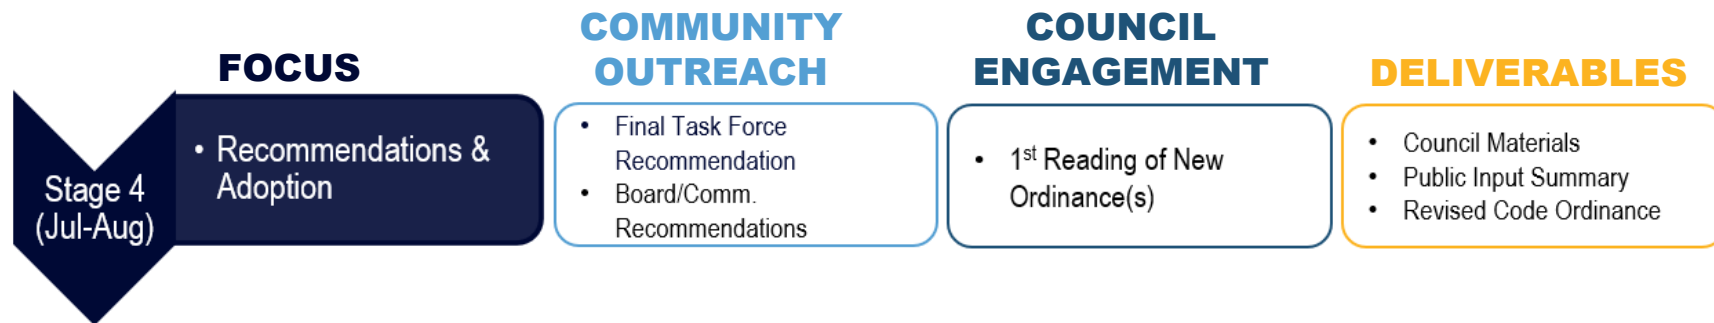 FOCUS
COMMUNITY
OUTREACH
COUNCIL
ENGAGEMENT
DELIVERABLES
Stage 4
(Jul-Aug)
• Recommendations &
Adoption
• Final Task Force
Recommendation
• Board/Comm.
Recommendations
• 1st Reading of New
Ordinance(s)
• Council Materials
• Public Input Summary
• Revised Code Ordinance